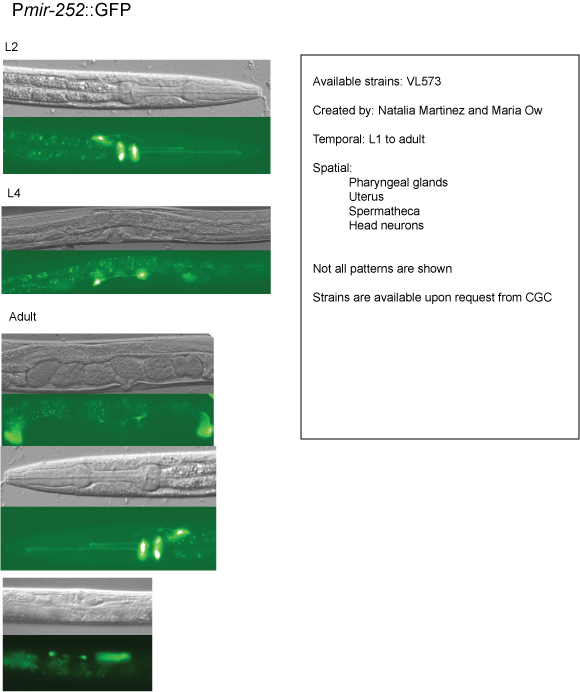 Pmir-252::GFP
L2
L4
Adult
Available strains: VL573
Created by: Natalia Martinez and Maria Ow
Temporal: L1 to adult
Spatial:
Pharyngeal glands
Uterus
Spermatheca
Head neurons
Not all patterns are shown
Strains are available upon request from CGC